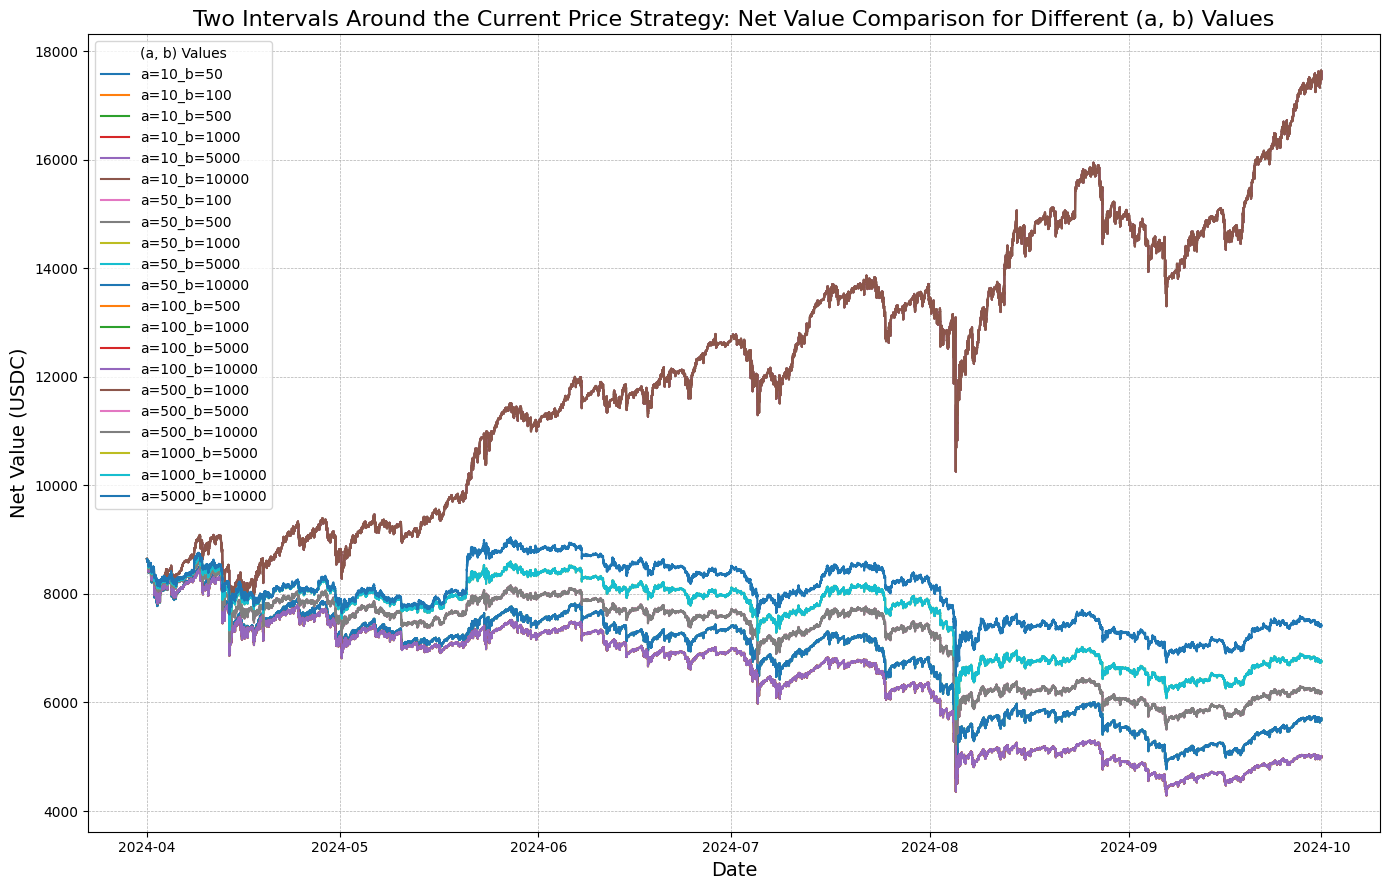 Two Intervals Around the Current Price Strategy: Net Value Comparison for Different (a, b) Values
(a, b) Values
a=10_b=50
a=10_b=100
a=10_b=500
a=10_b=1000
a=10_b=5000
a=10_b=10000
a=50_b=100
a=50_b=500
a=50_b=1000
a=50_b=5000
a=50_b=10000
a=100_b=500
a=100_b=1000
a=100_b=5000
a=100_b=10000
a=500_b=1000
a=500_b=5000
a=500_b=10000
a=1000_b=5000
a=1000_b=10000
a=5000_b=10000
18000
16000
14000
12000
10000
8000
6000
4000
Net Value (USDC)
2024-04 2024-05 2024-06 2024-07 2024-08 2024-09 2024-10
Date